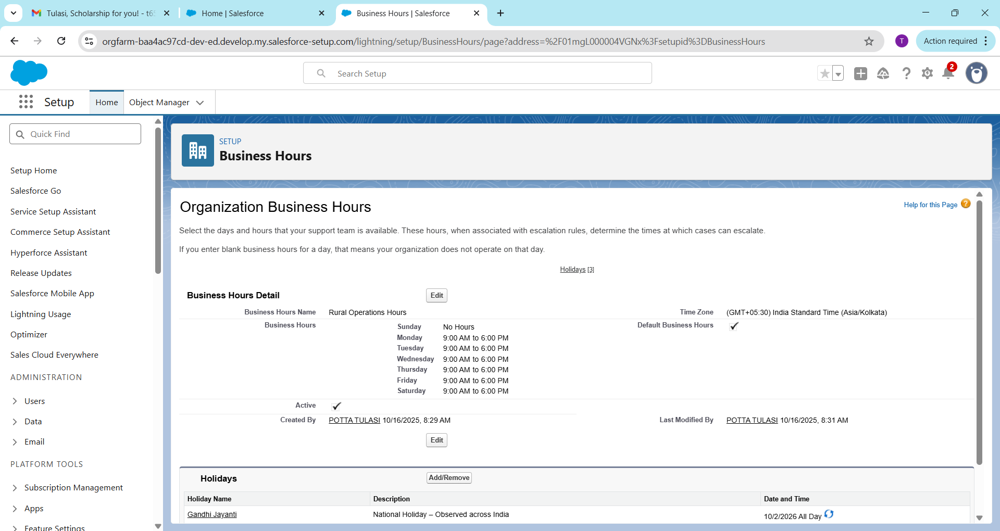 Tulasi, Scholarship for you! - t65
Home | Salesforce
Business Hours | Salesforce
orgfarm-baa4ac97cd-dev-ed.develop.my.salesforce-setup.com/lightning/setup/BusinessHours/page?address=%2F01mgL000004VGNx%3Fsetupid%3DBusinessHours
T
Action required
Search Setup
2
Setup
Home
Object Manager
Quick Find
Setup Home
Salesforce Go
Service Setup Assistant
Commerce Setup Assistant
Hyperforce Assistant
Release Updates
Salesforce Mobile App
Lightning Usage
Optimizer
Sales Cloud Everywhere
ADMINISTRATION
Users
Data
Email
PLATFORM TOOLS
Subscription Management
Apps
Feature Settings
SETUP
Business Hours
Organization Business Hours
Help for this Page ?
Select the days and hours that your support team is available. These hours, when associated with escalation rules, determine the times at which cases can escalate.
If you enter blank business hours for a day, that means your organization does not operate on that day.
Holidays [3]
Business Hours Detail Edit
Business Hours Name Rural Operations Hours Time Zone (GMT+05:30) India Standard Time (Asia/Kolkata)
Business Hours Sunday No Hours Default Business Hours
Monday 9:00 AM to 6:00 PM
Tuesday 9:00 AM to 6:00 PM
Wednesday 9:00 AM to 6:00 PM
Thursday 9:00 AM to 6:00 PM
Friday 9:00 AM to 6:00 PM
Saturday 9:00 AM to 6:00 PM
Active
Created By POTTA TULASI 10/16/2025, 8:29 AM Last Modified By POTTA TULASI 10/16/2025, 8:31 AM
Edit
Holidays Add/Remove
Holiday Name Description Date and Time
Gandhi Jayanti National Holiday – Observed across India 10/2/2026 All Day